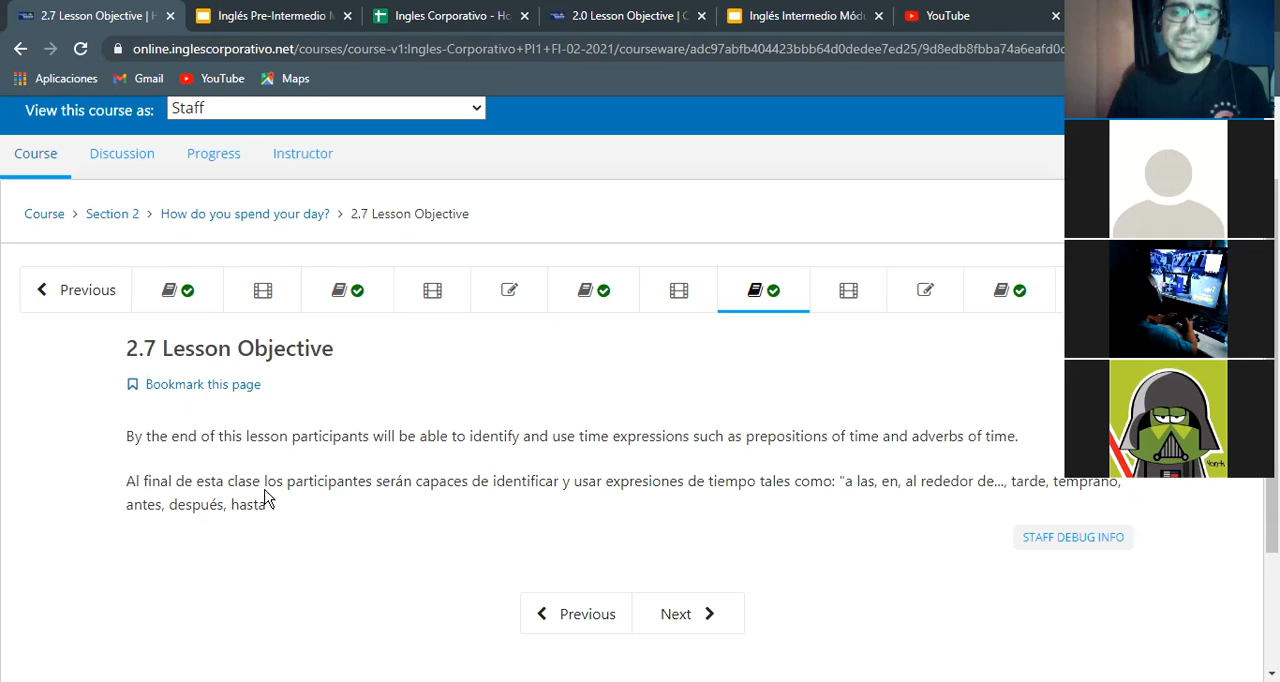 2.7 Lesson Objective | H
Inglés Pre-Intermedio M
Ingles Corporativo - Ho
2.0 Lesson Objective | C
Inglés Intermedio Módu
YouTube
online.inglescorporativo.net/courses/course-v1:Ingles-Corporativo+PI1+FI-02-2021/courseware/adc97abfb404423bbb64d0dedee7ed25/9d8edb8fbba74a6eafd0c
Aplicaciones Gmail YouTube Maps
View this course as: Staff
Course Discussion Progress Instructor
Course > Section 2 > How do you spend your day? > 2.7 Lesson Objective
Previous
2.7 Lesson Objective
Bookmark this page
By the end of this lesson participants will be able to identify and use time expressions such as prepositions of time and adverbs of time.
Al final de esta clase los participantes serán capaces de identificar y usar expresiones de tiempo tales como: "a las, en, al rededor de..., tarde, temprano,
antes, después, hasta
STAFF DEBUG INFO
Previous Next